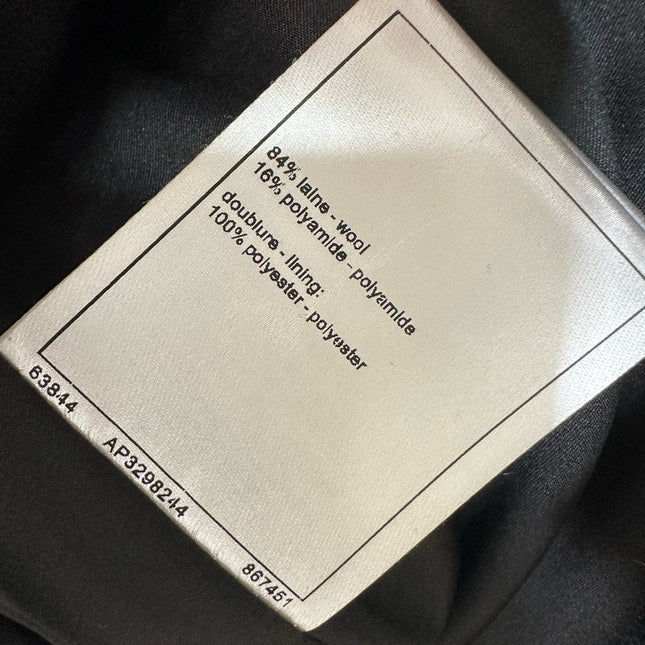 84% laine - wool
16% polyamide - polyamide
doublure - lining:
100% polyester - polyester
63844
AP3298244
867451